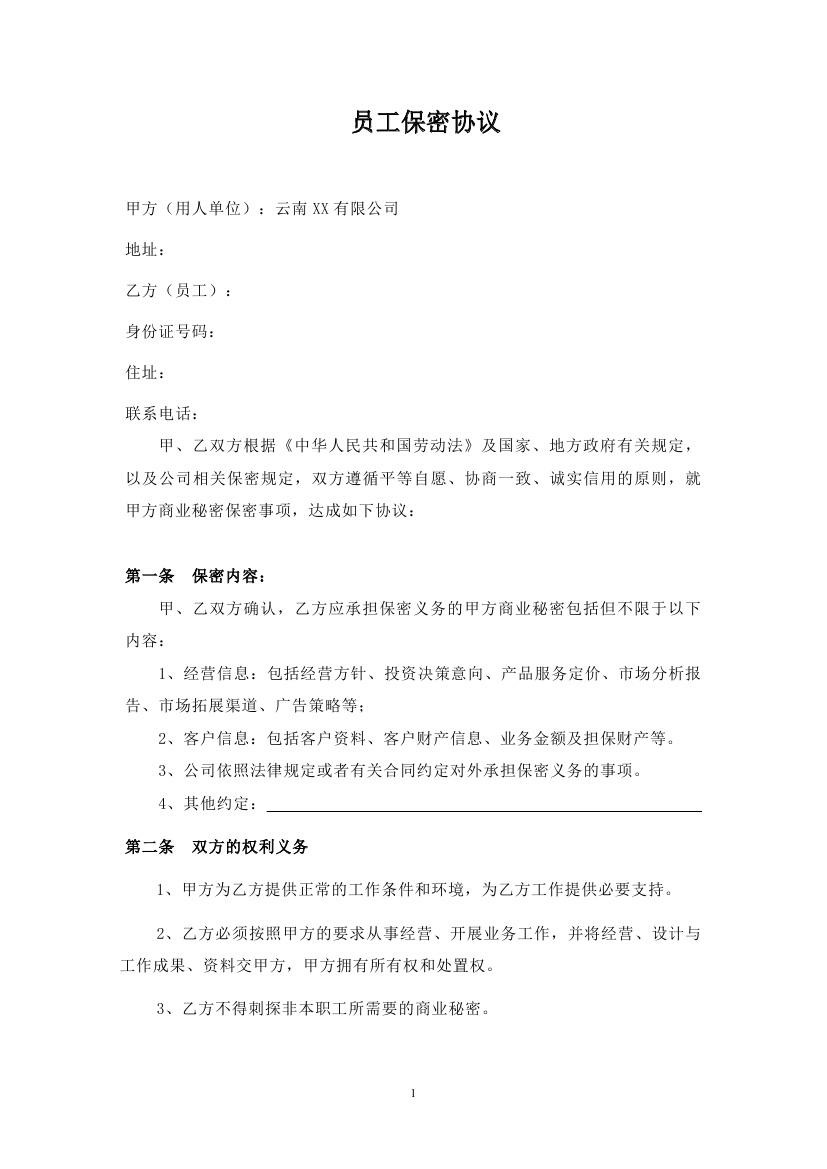 员工保密协议
甲方（用人单位）：云南 XX 有限公司
地址：
乙方（员工）：
身份证号码：
住址：
联系电话：
甲、乙双方根据《中华人民共和国劳动法》及国家、地方政府有关规定，
以及公司相关保密规定，双方遵循平等自愿、协商一致、诚实信用的原则，就
甲方商业秘密保密事项，达成如下协议：
第一条　保密内容：
甲、乙双方确认，乙方应承担保密义务的甲方商业秘密包括但不限于以下
内容：
1、经营信息：包括经营方针、投资决策意向、产品服务定价、市场分析报
告、市场拓展渠道、广告策略等；
2、客户信息：包括客户资料、客户财产信息、业务金额及担保财产等。
3、公司依照法律规定或者有关合同约定对外承担保密义务的事项。
4、其他约定：
第二条　双方的权利义务
1、甲方为乙方提供正常的工作条件和环境，为乙方工作提供必要支持。
2、乙方必须按照甲方的要求从事经营、开展业务工作，并将经营、设计与
工作成果、资料交甲方，甲方拥有所有权和处置权。
3、乙方不得刺探非本职工所需要的商业秘密。
1